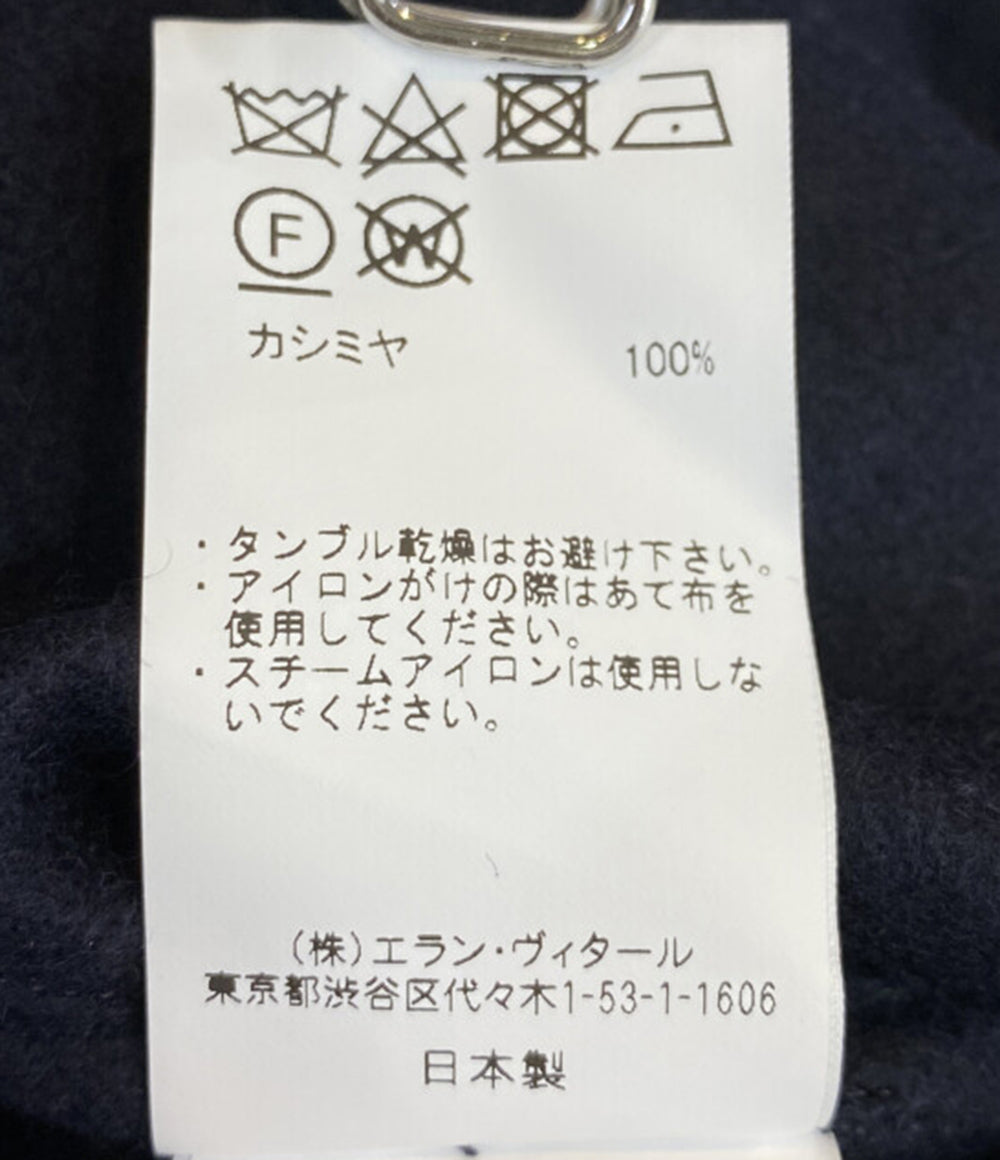 F W
カシミヤ 100%
・タンブル乾燥はお避け下さい。
・アイロンがけの際はあて布を
使用してください。
・スチームアイロンは使用しな
いでください。
(株)エラン・ヴィタール
東京都渋谷区代々木1-53-1-1606
日本製